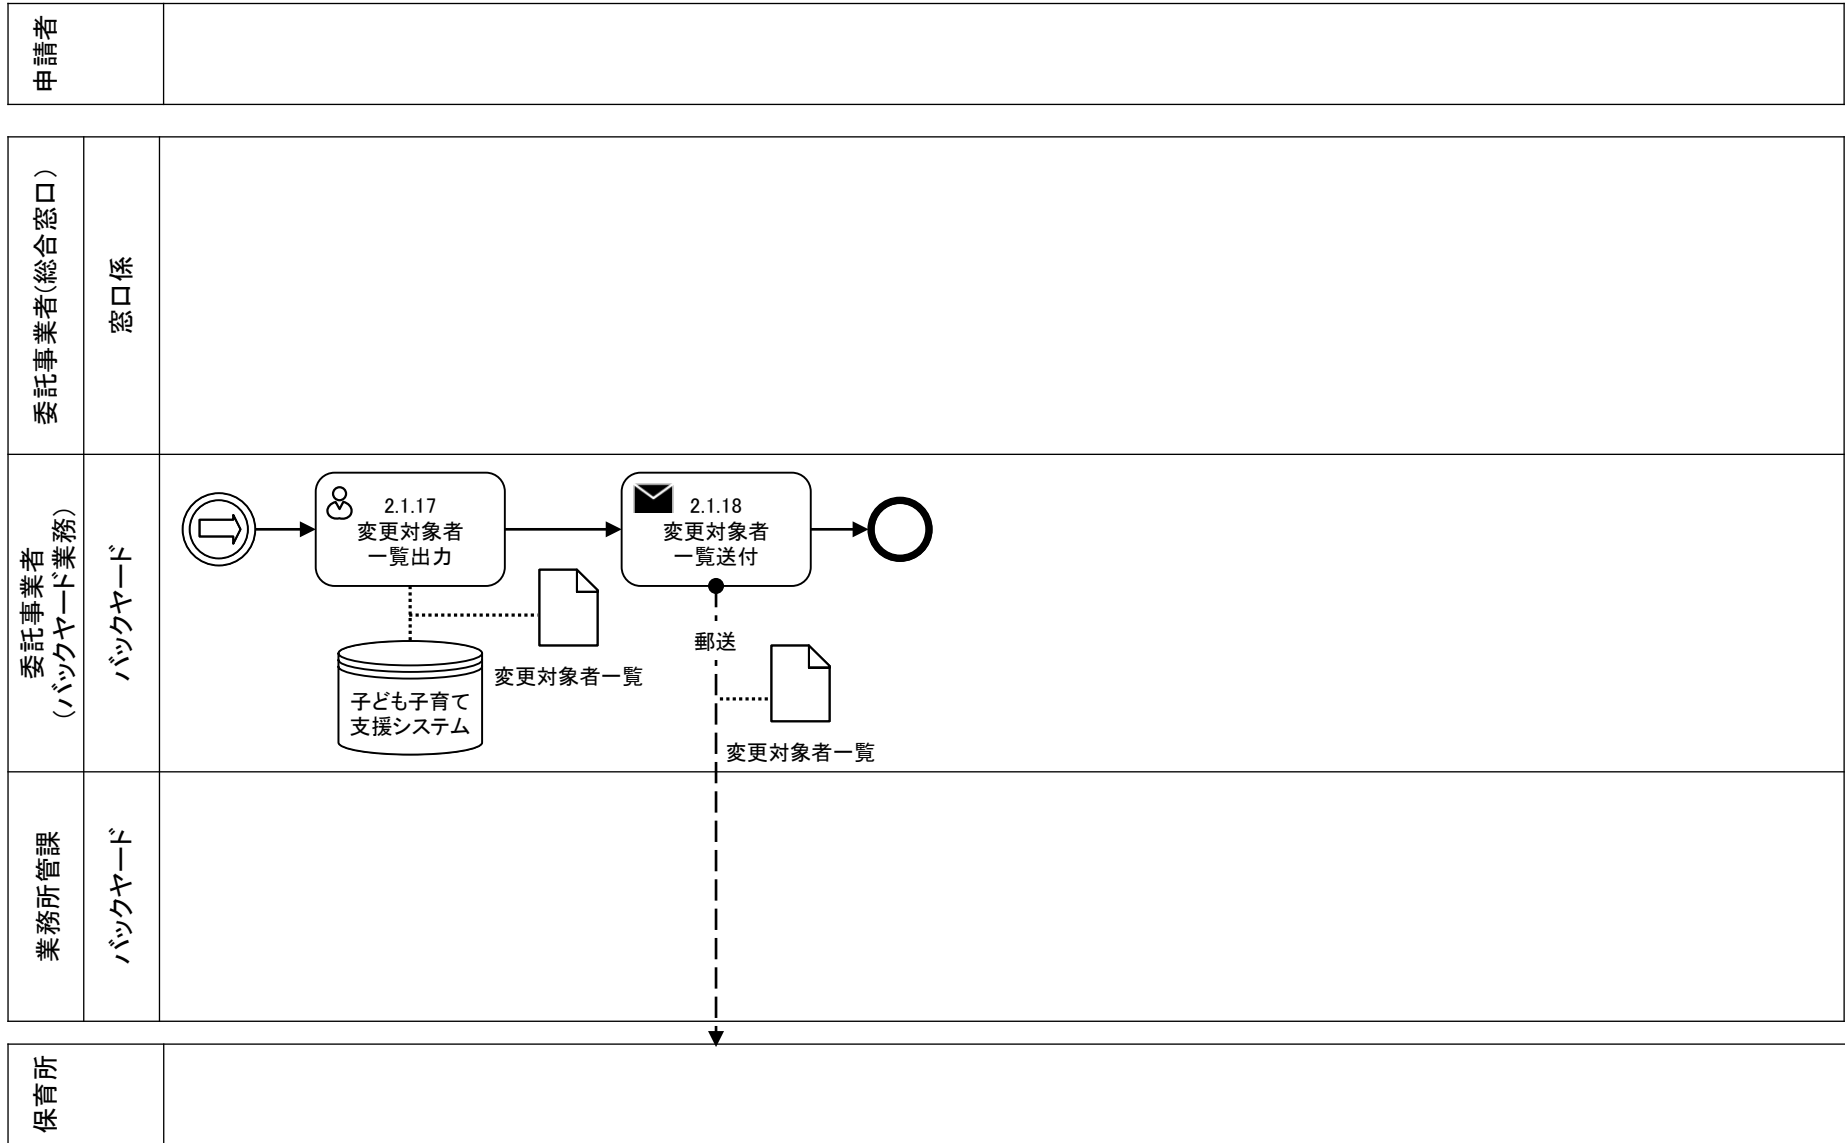 申請者
委託事業者(総合窓口)
窓口係
委託事業者
(バックヤード業務)
バックヤード
2.1.17
変更対象者
一覧出力
2.1.18
変更対象者
一覧送付
変更対象者一覧
子ども子育て
支援システム
郵送
変更対象者一覧
業務所管課
バックヤード
保育所